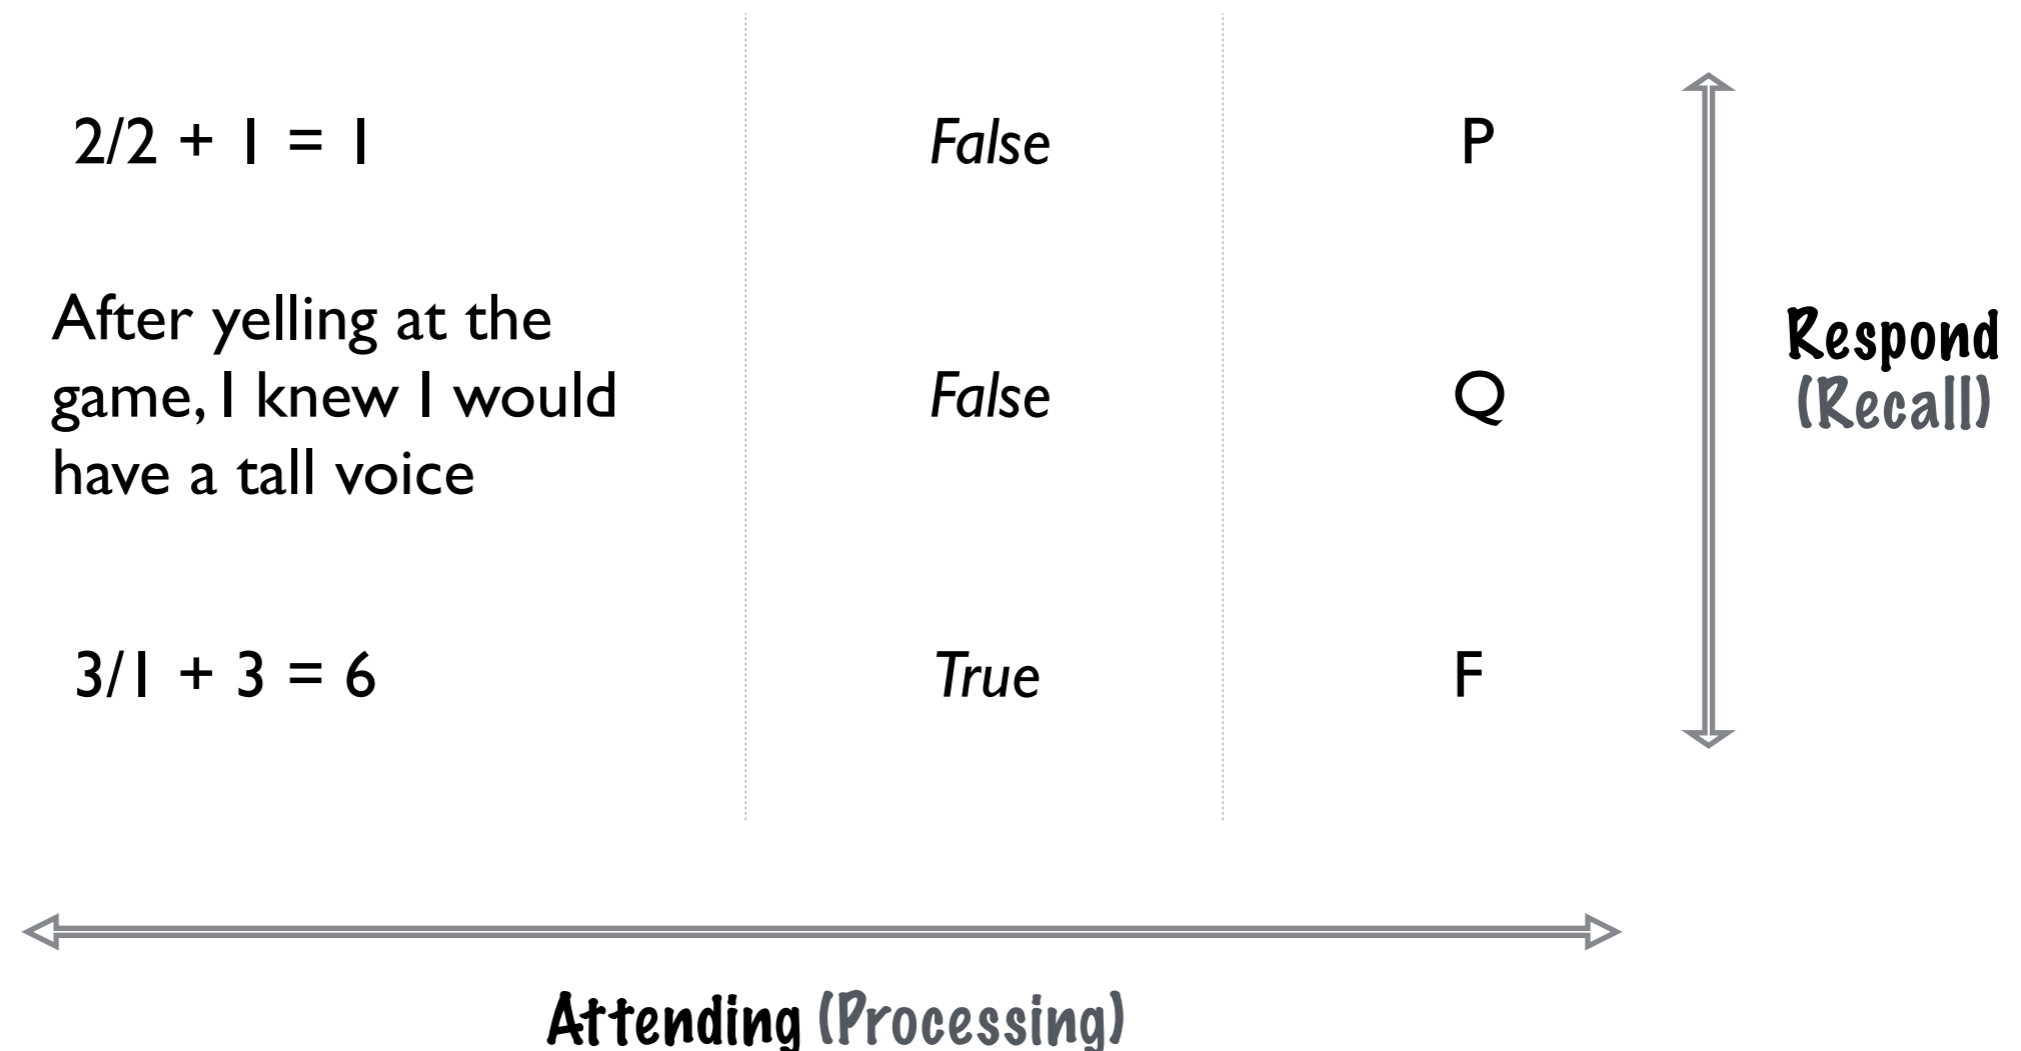 2/2 + 1 = 1
False
P
After yelling at the
game, I knew I would
have a tall voice
False
Q
Respond
(Recall)
3/1 + 3 = 6
True
F
Attending (Processing)